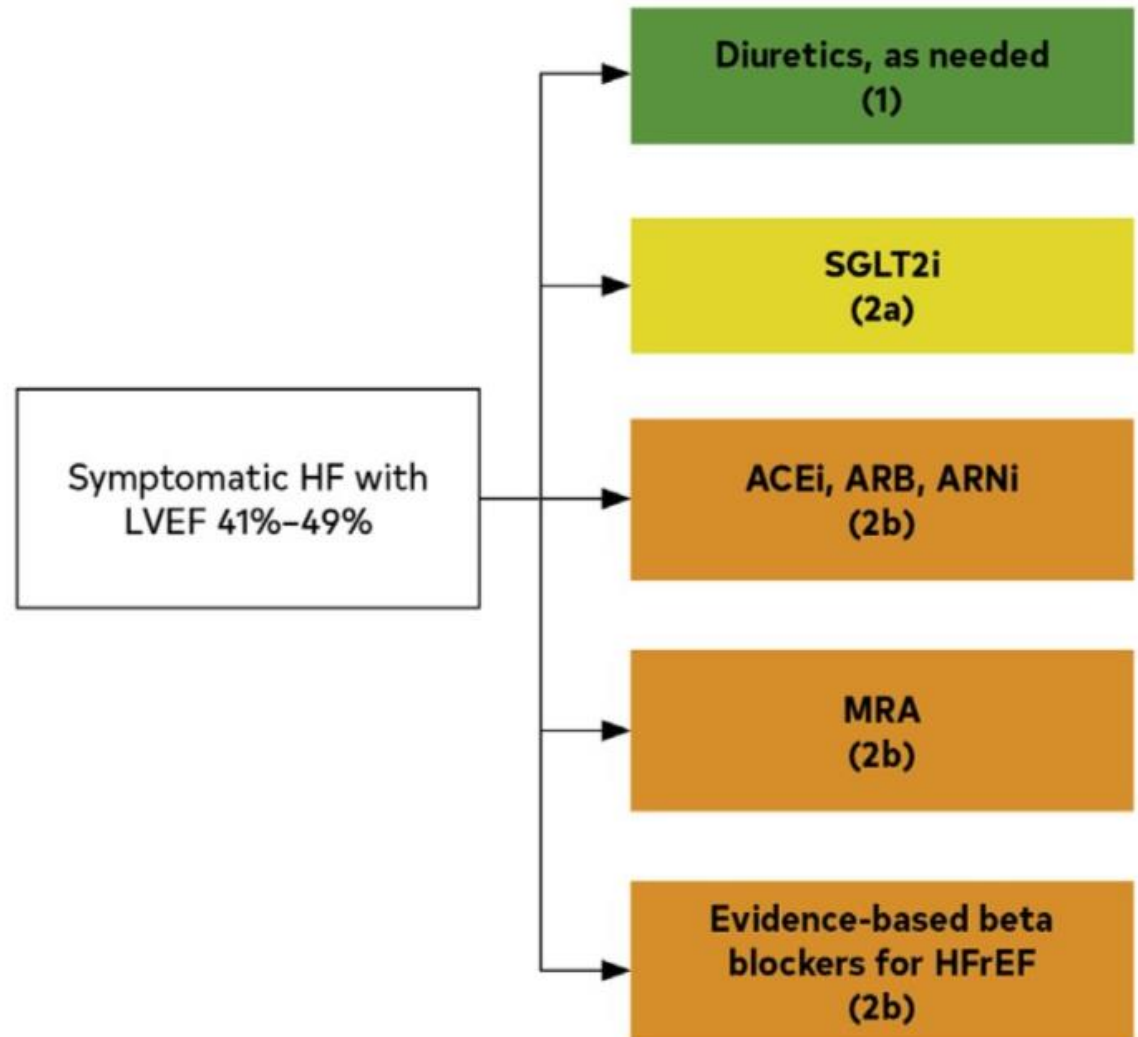 Diuretics, as needed
(1)
SGLT2i
(2a)
Symptomatic HF with
LVEF 41%–49%
ACEi, ARB, ARNi
(2b)
MRA
(2b)
Evidence-based beta
blockers for HFrEF
(2b)